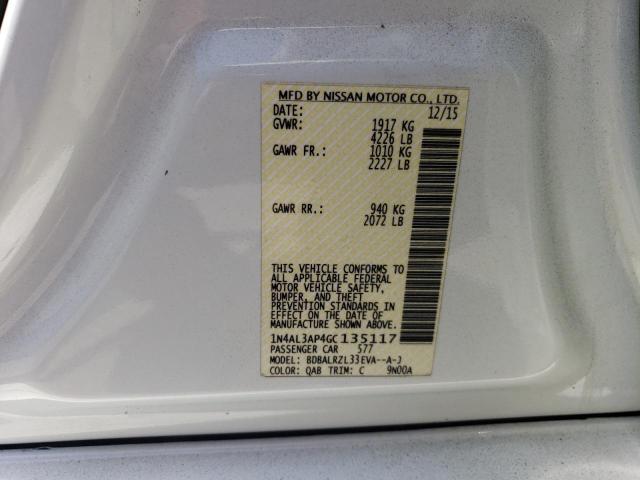 MFD BY NISSAN MOTOR CO., LTD.
DATE: 12/15
GVWR: 1917 KG
4226 LB
GAWR FR.: 1010 KG
2227 LB
GAWR RR.: 940 KG
2072 LB
THIS VEHICLE CONFORMS TO
ALL APPLICABLE FEDERAL
MOTOR VEHICLE SAFETY,
BUMPER, AND THEFT
PREVENTION STANDARDS IN
EFFECT ON THE DATE OF
MANUFACTURE SHOWN ABOVE.
1N4AL3AP4GC135117
PASSENGER CAR 577
MODEL: BDBALRZL33EVA--A-J
COLOR: QAB TRIM: C 9N00A